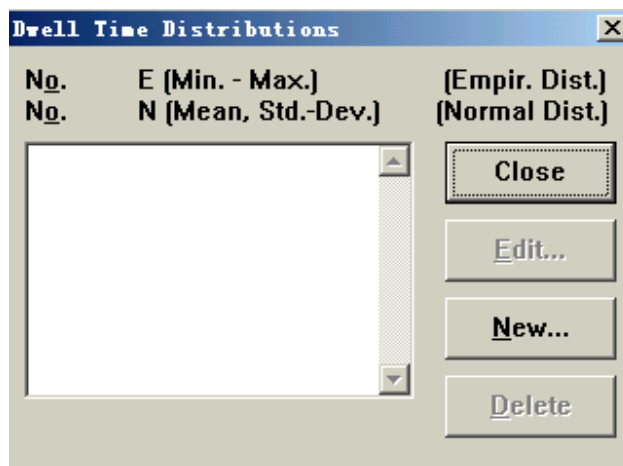 Dwell Time Distributions
No. E (Min. - Max.) (Empir. Dist.)
No. N (Mean, Std.-Dev.) (Normal Dist.)
Close
Edit...
New...
Delete